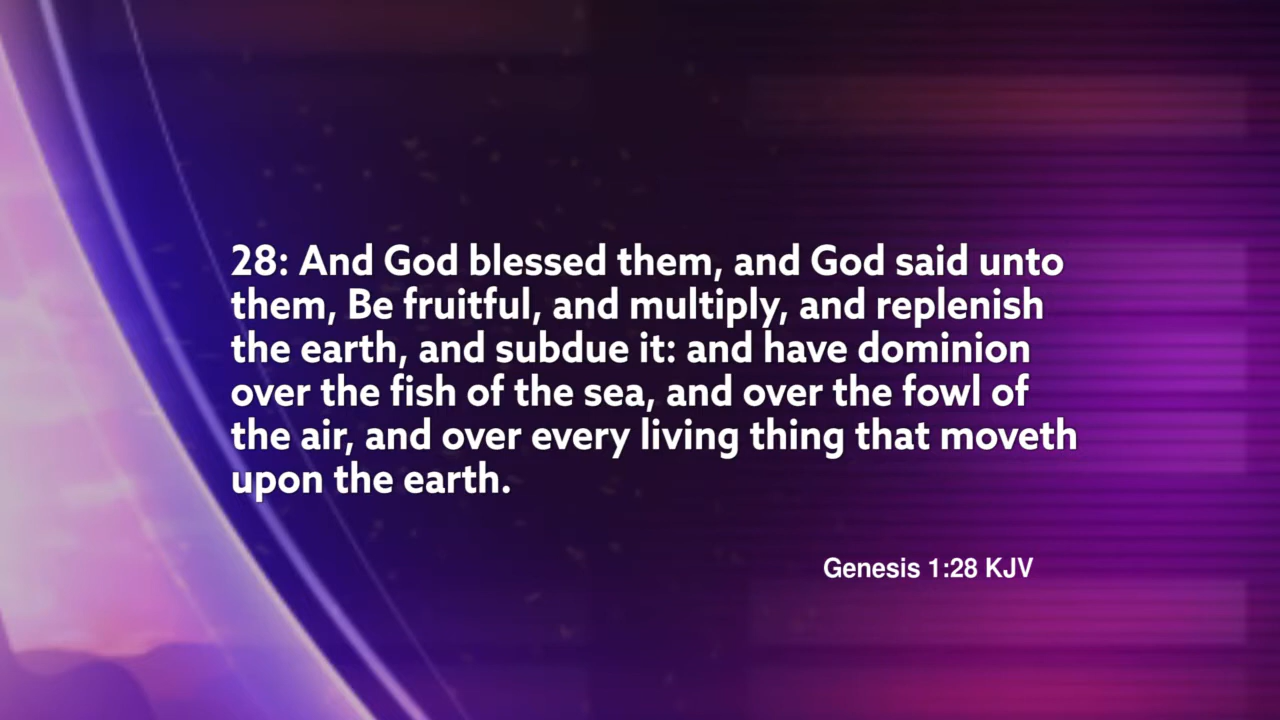 28: And God blessed them, and God said unto
them, Be fruitful, and multiply, and replenish
the earth, and subdue it: and have dominion
over the fish of the sea, and over the fowl of
the air, and over every living thing that moveth
upon the earth.
Genesis 1:28 KJV